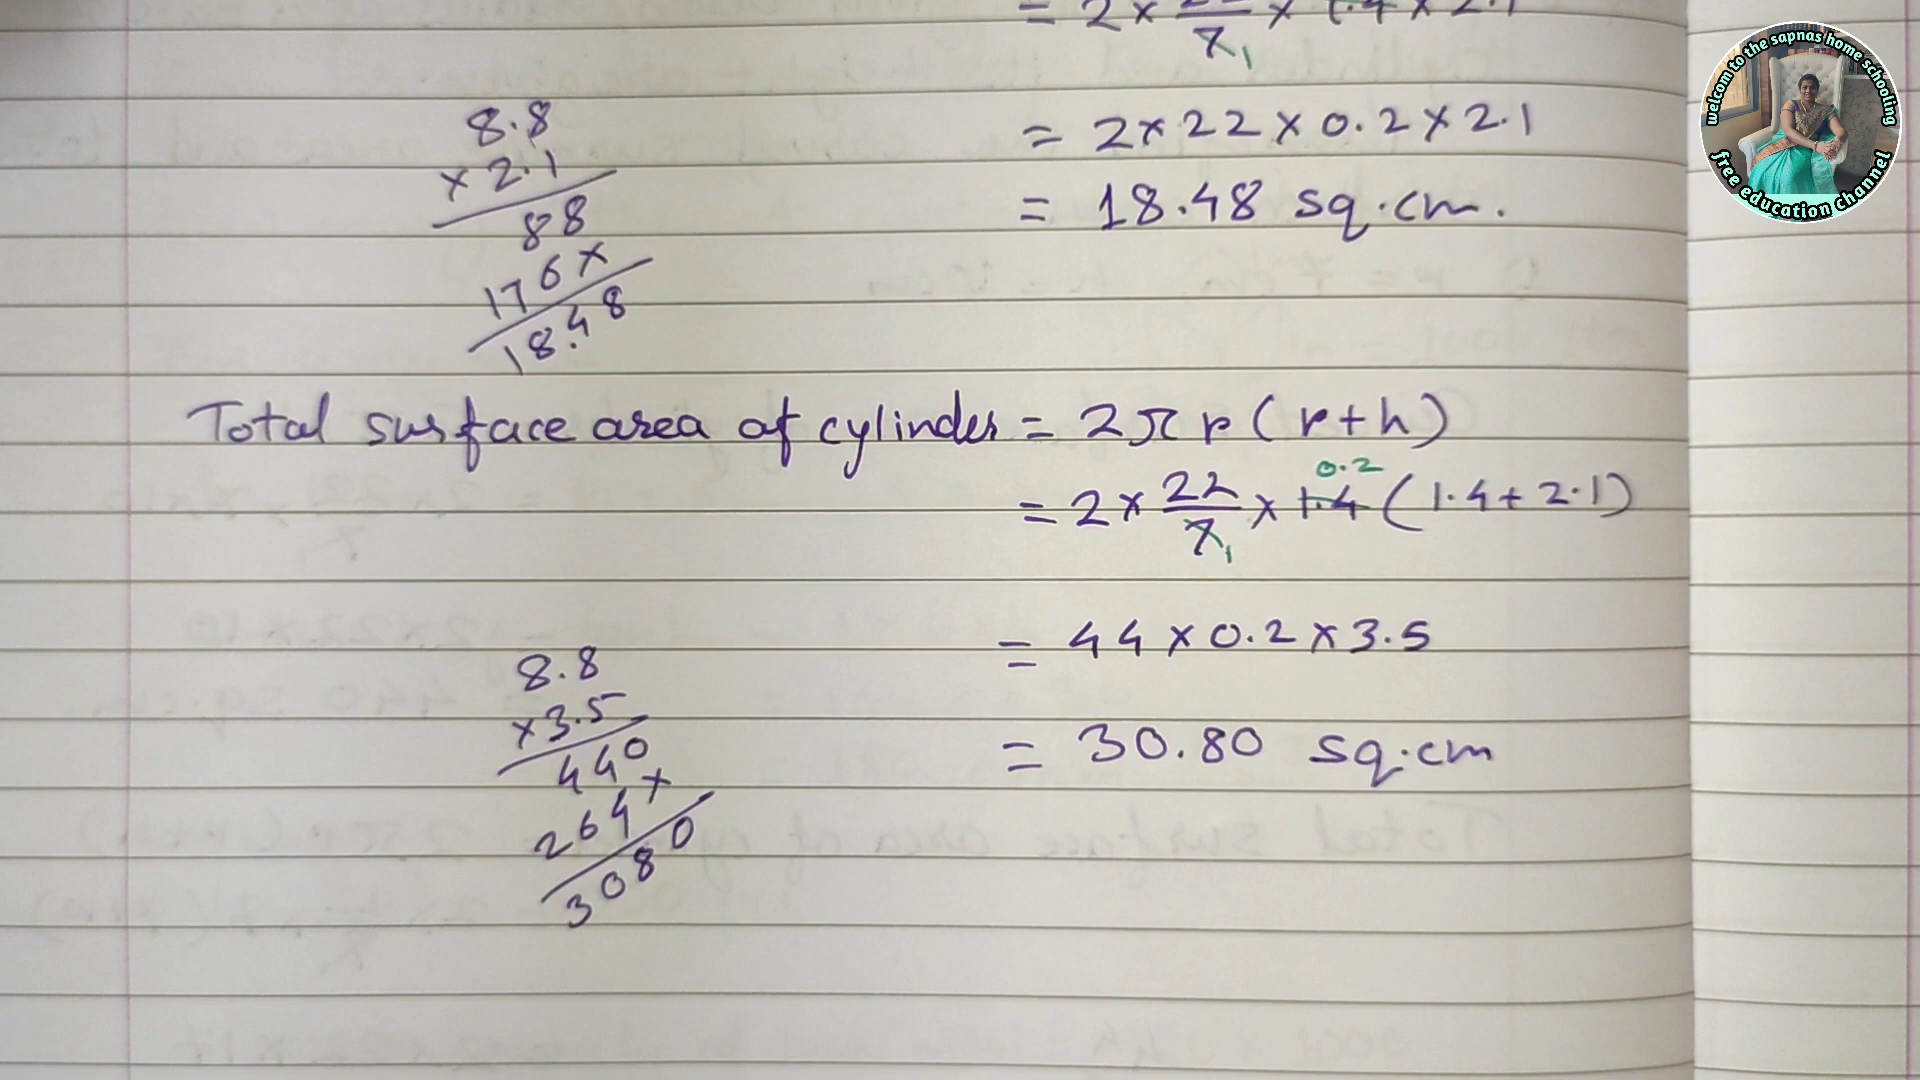 = 2 × 22/7 1 × 1.4 × 2.1
= 2 × 22 × 0.2 × 2.1
= 18.48 sq.cm.
8.8
× 2.1
88
176×
18.48
Total surface area of cylinder = 2πr(r+h)
= 2 × 22/7 1 × 1.4 0.2 (1.4 + 2.1)
= 44 × 0.2 × 3.5
= 30.80 sq.cm
8.8
×3.5
440
264×
3080
welcom to the sapnas home schooling
free education channel